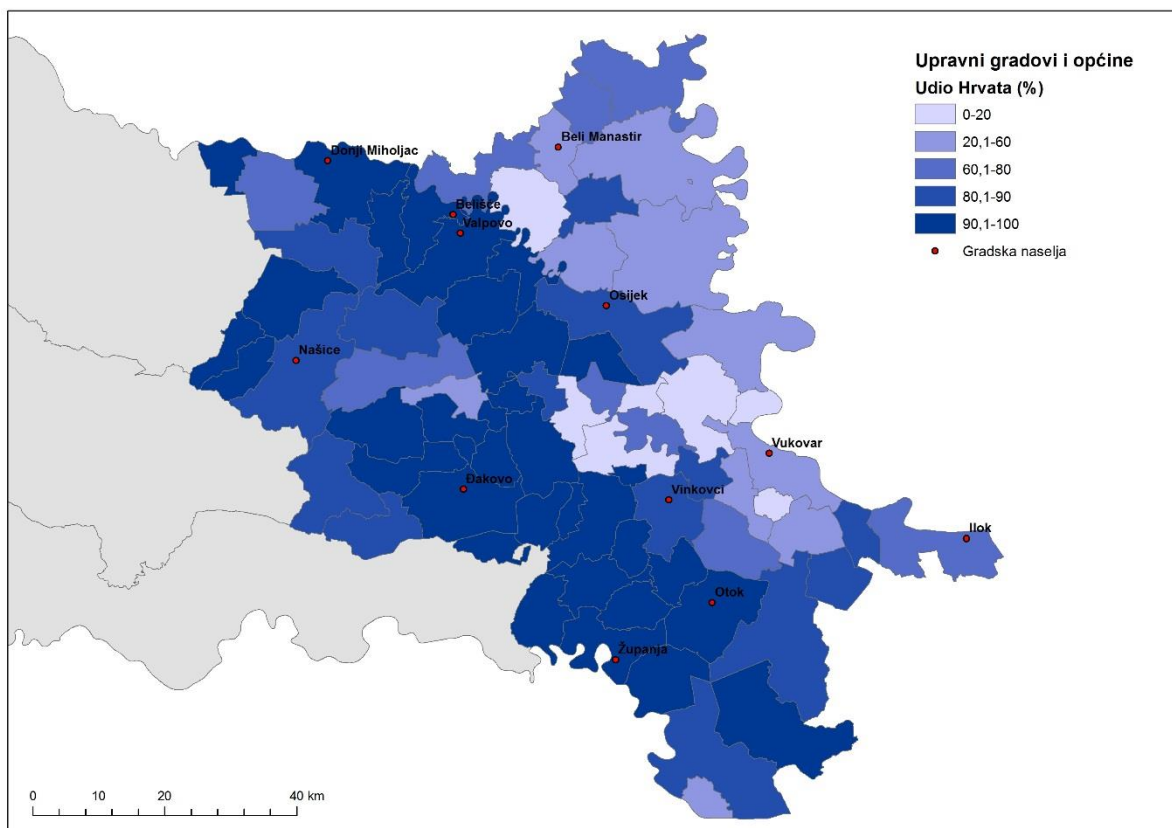 Upravni gradovi i općine
Udio Hrvata (%)
0-20
20,1-60
60,1-80
80,1-90
90,1-100
Gradska naselja
Beli Manastir
Donji Miholjac
Belišće
Valpovo
Osijek
Našice
Vukovar
Đakovo
Vinkovci
Ilok
Otok
Županja
0 10 20 40 km